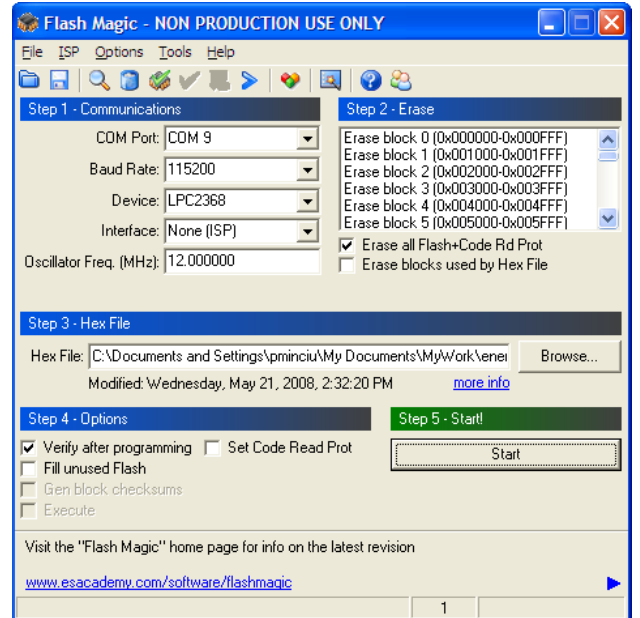 Flash Magic - NON PRODUCTION USE ONLY
File ISP Options Tools Help
Step 1 - Communications
COM Port: COM 9
Baud Rate: 115200
Device: LPC2368
Interface: None (ISP)
Oscillator Freq. (MHz): 12.000000
Step 2 - Erase
Erase block 0 (0x000000-0x000FFF)
Erase block 1 (0x001000-0x001FFF)
Erase block 2 (0x002000-0x002FFF)
Erase block 3 (0x003000-0x003FFF)
Erase block 4 (0x004000-0x004FFF)
Erase block 5 (0x005000-0x005FFF)
Erase all Flash+Code Rd Prot
Erase blocks used by Hex File
Step 3 - Hex File
Hex File: C:\Documents and Settings\pminciu\My Documents\MyWork\ener Browse...
Modified: Wednesday, May 21, 2008, 2:32:20 PM more info
Step 4 - Options
Verify after programming Set Code Read Prot
Fill unused Flash
Gen block checksums
Execute
Step 5 - Start!
Start
Visit the "Flash Magic" home page for info on the latest revision
www.esacademy.com/software/flashmagic
1